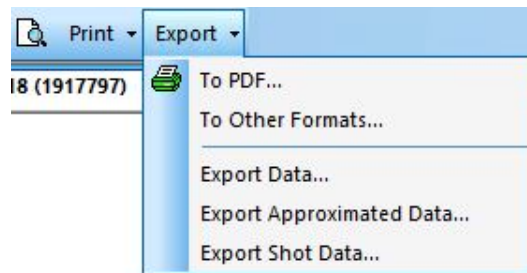 Print Export
18 (1917797)
To PDF...
To Other Formats...
Export Data...
Export Approximated Data...
Export Shot Data...